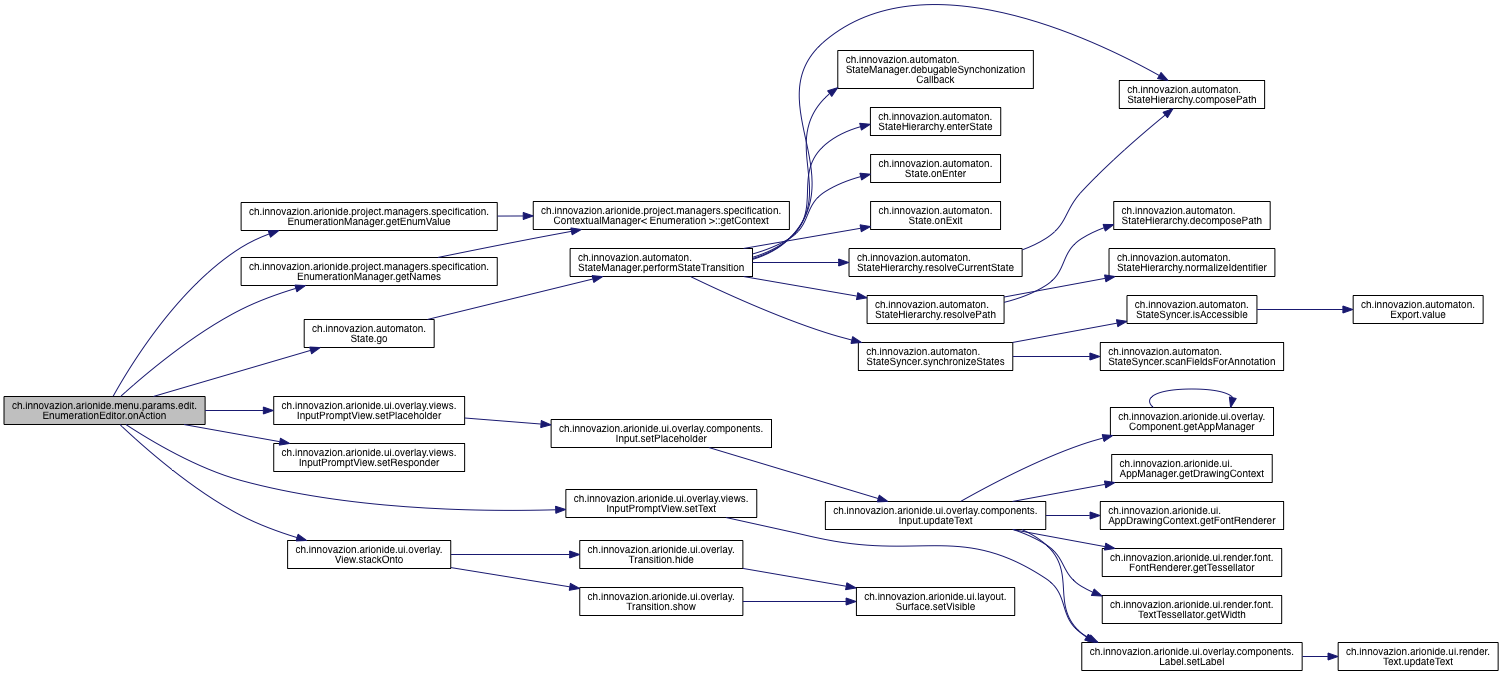 ch.innovazion.automaton.
StateManager.debugableSynchonization
Callback
ch.innovazion.automaton.
StateHierarchy.composePath
ch.innovazion.automaton.
StateHierarchy.enterState
ch.innovazion.automaton.
State.onEnter
ch.innovazion.arionide.project.managers.specification.
EnumerationManager.getEnumValue
ch.innovazion.arionide.project.managers.specification.
ContextualManager< Enumeration >::getContext
ch.innovazion.automaton.
State.onExit
ch.innovazion.automaton.
StateHierarchy.decomposePath
ch.innovazion.arionide.project.managers.specification.
EnumerationManager.getNames
ch.innovazion.automaton.
StateManager.performStateTransition
ch.innovazion.automaton.
StateHierarchy.resolveCurrentState
ch.innovazion.automaton.
StateHierarchy.normalizeIdentifier
ch.innovazion.automaton.
StateHierarchy.resolvePath
ch.innovazion.automaton.
StateSyncer.isAccessible
ch.innovazion.automaton.
Export.value
ch.innovazion.automaton.
State.go
ch.innovazion.automaton.
StateSyncer.synchronizeStates
ch.innovazion.automaton.
StateSyncer.scanFieldsForAnnotation
ch.innovazion.arionide.menu.params.edit.
EnumerationEditor.onAction
ch.innovazion.arionide.ui.overlay.views.
InputPromptView.setPlaceholder
ch.innovazion.arionide.ui.overlay.components.
Input.setPlaceholder
ch.innovazion.arionide.ui.overlay.
Component.getAppManager
ch.innovazion.arionide.ui.overlay.views.
InputPromptView.setResponder
ch.innovazion.arionide.ui.
AppManager.getDrawingContext
ch.innovazion.arionide.ui.overlay.views.
InputPromptView.setText
ch.innovazion.arionide.ui.overlay.components.
Input.updateText
ch.innovazion.arionide.ui.
AppDrawingContext.getFontRenderer
ch.innovazion.arionide.ui.overlay.
View.stackOnto
ch.innovazion.arionide.ui.overlay.
Transition.hide
ch.innovazion.arionide.ui.render.font.
FontRenderer.getTessellator
ch.innovazion.arionide.ui.overlay.
Transition.show
ch.innovazion.arionide.ui.layout.
Surface.setVisible
ch.innovazion.arionide.ui.render.font.
TextTessellator.getWidth
ch.innovazion.arionide.ui.overlay.components.
Label.setLabel
ch.innovazion.arionide.ui.render.
Text.updateText